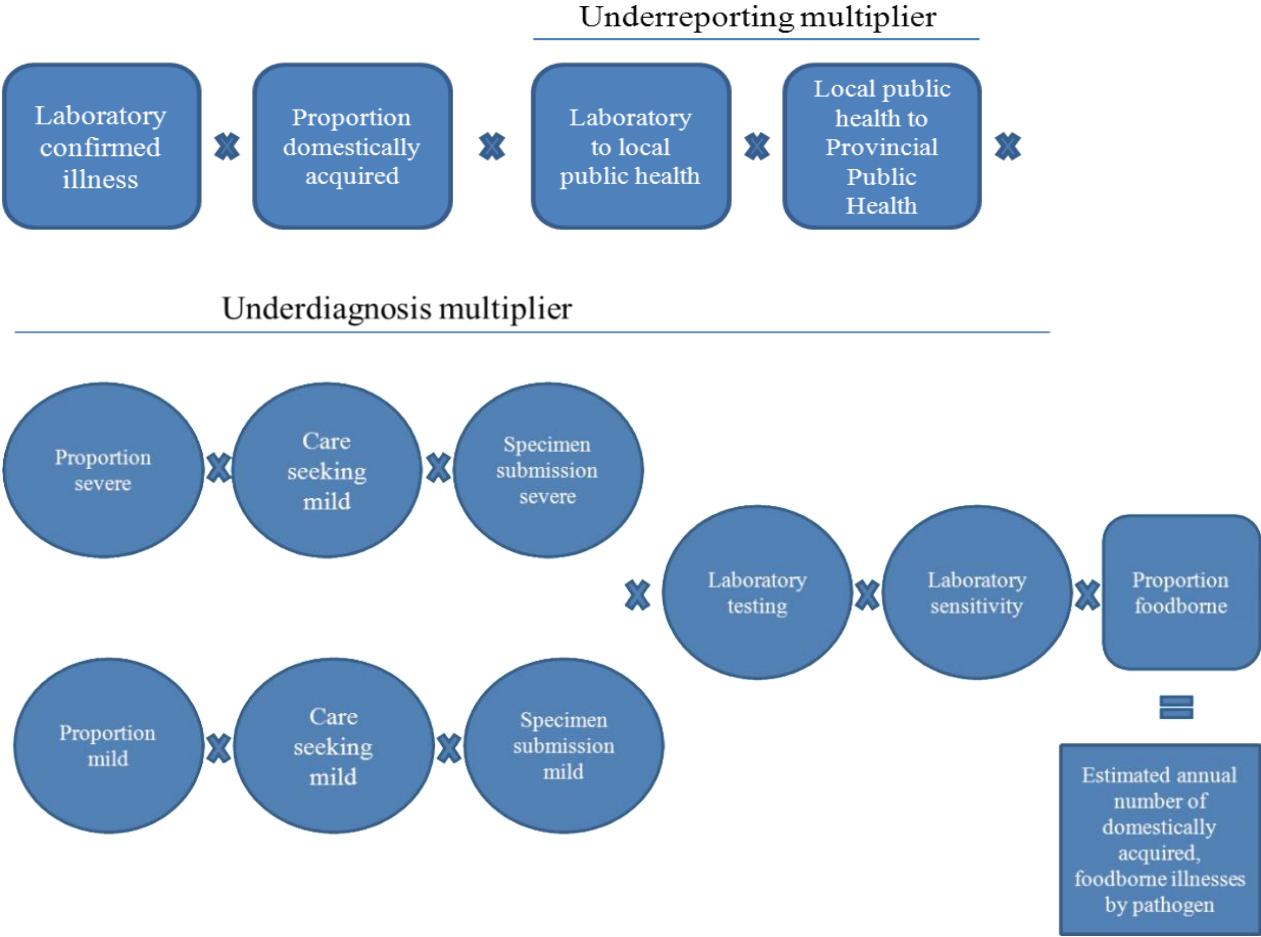 Underreporting multiplier
Laboratory
confirmed
illness
Proportion
domestically
acquired
Laboratory
to local
public health
Local public
health to
Provincial
Public
Health
Underdiagnosis multiplier
Proportion
severe
Care
seeking
mild
Specimen
submission
severe
Laboratory
testing
Laboratory
sensitivity
Proportion
foodborne
Proportion
mild
Care
seeking
mild
Specimen
submission
mild
Estimated annual
number of
domestically
acquired,
foodborne illnesses
by pathogen